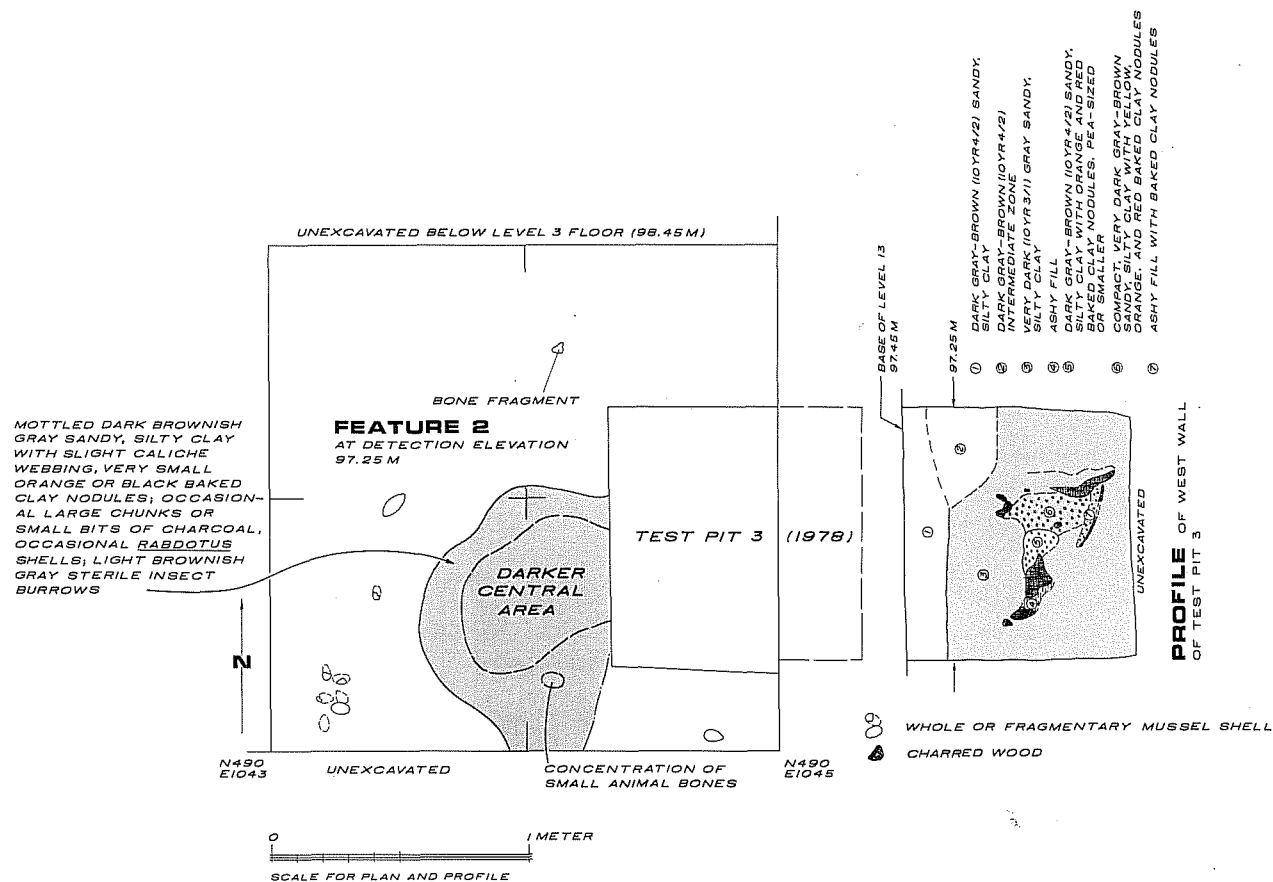 UNEXCAVATED BELOW LEVEL 3 FLOOR (98.45M)
BONE FRAGMENT
FEATURE 2
AT DETECTION ELEVATION
97.25 M
MOTTLED DARK BROWNISH
GRAY SANDY, SILTY CLAY
WITH SLIGHT CALICHE
WEBBING, VERY SMALL
ORANGE OR BLACK BAKED
CLAY NODULES; OCCASION-
AL LARGE CHUNKS OR
SMALL BITS OF CHARCOAL,
OCCASIONAL RABDOTUS
SHELLS; LIGHT BROWNISH
GRAY STERILE INSECT
BURROWS
DARKER
CENTRAL
AREA
TEST PIT 3 (1978)
N
N490
E1043
UNEXCAVATED
CONCENTRATION OF
SMALL ANIMAL BONES
N490
E1045
0 1 METER
SCALE FOR PLAN AND PROFILE
BASE OF LEVEL 13
97.45 M
97.25 M
① DARK GRAY-BROWN (10YR4/2) SANDY,
SILTY CLAY
② DARK GRAY-BROWN (10YR4/2)
INTERMEDIATE ZONE
③ VERY DARK (10YR3/1) GRAY SANDY,
SILTY CLAY
④ ASHY FILL
⑤ DARK GRAY-BROWN (10YR4/2) SANDY,
SILTY CLAY WITH ORANGE AND RED
BAKED CLAY NODULES, PEA-SIZED
OR SMALLER
⑥ COMPACT, VERY DARK GRAY-BROWN
SANDY, SILTY CLAY WITH YELLOW,
ORANGE, AND RED BAKED CLAY NODULES
⑦ ASHY FILL WITH BAKED CLAY NODULES
①
②
③
UNEXCAVATED
PROFILE OF WEST WALL
OF TEST PIT 3
WHOLE OR FRAGMENTARY MUSSEL SHELL
CHARRED WOOD